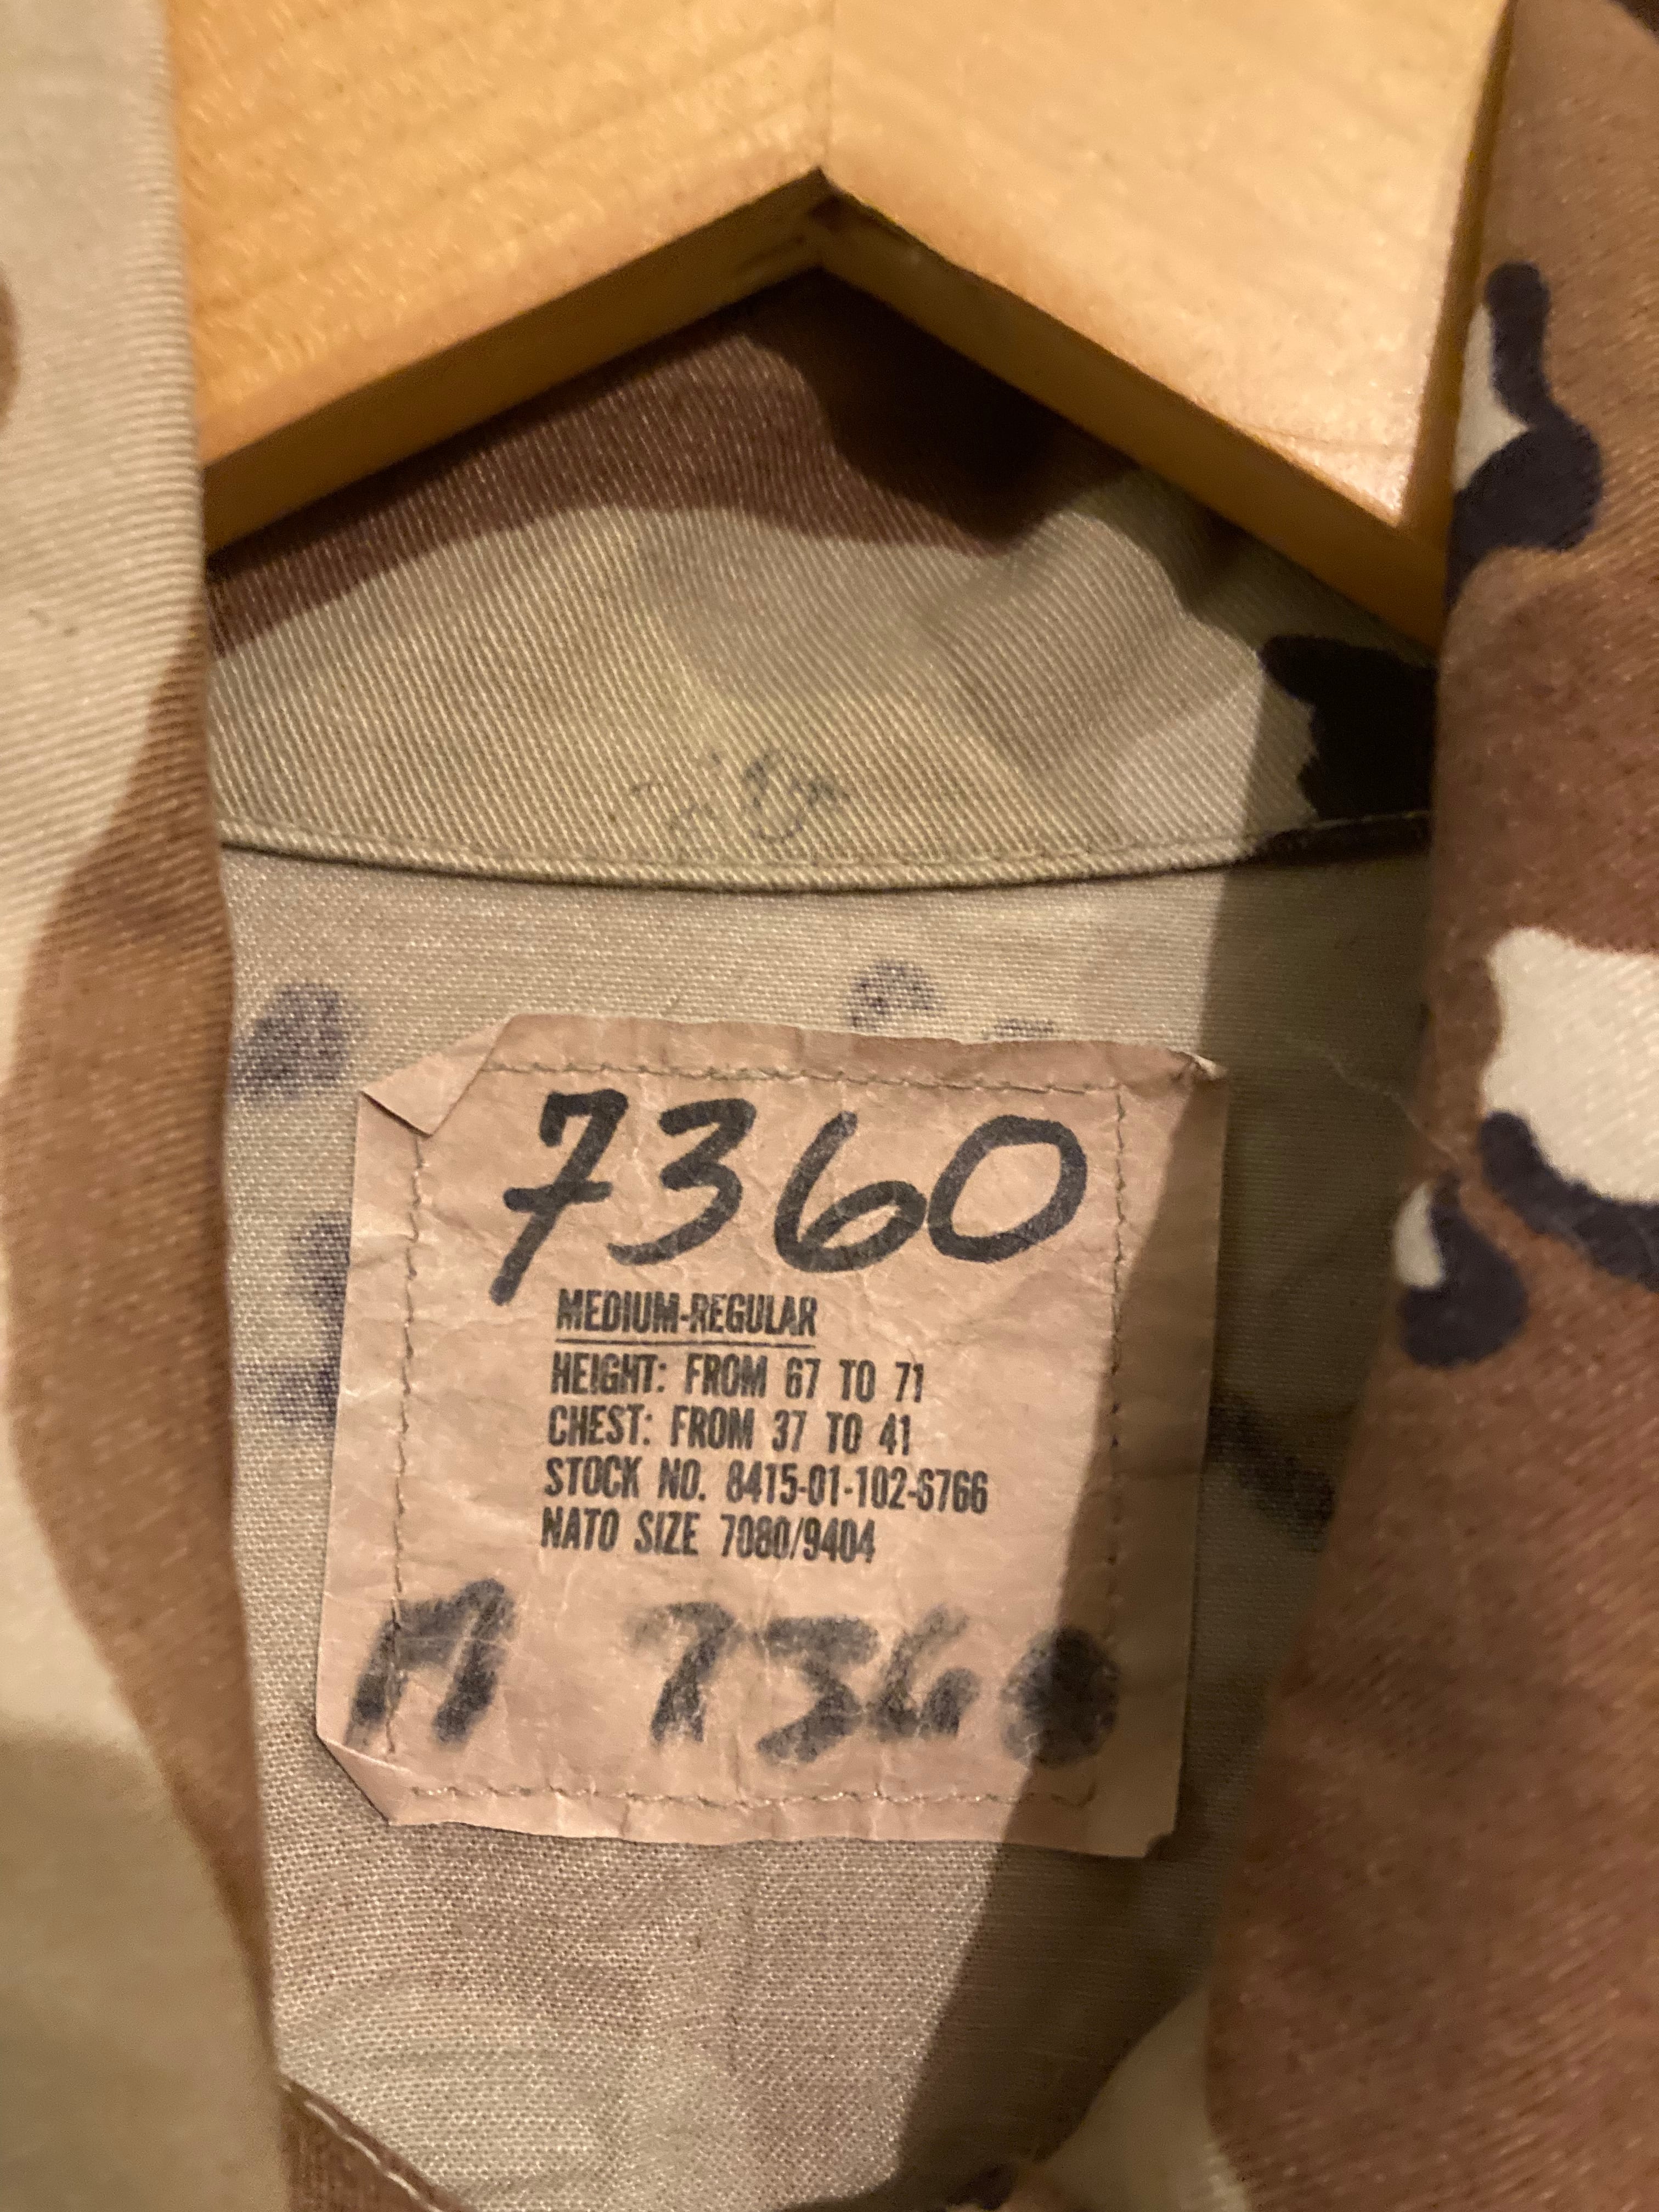 7360
MEDIUM-REGULAR
HEIGHT: FROM 67 TO 71
CHEST: FROM 37 TO 41
STOCK NO. 8415-01-102-6766
NATO SIZE 7080/9404
7360